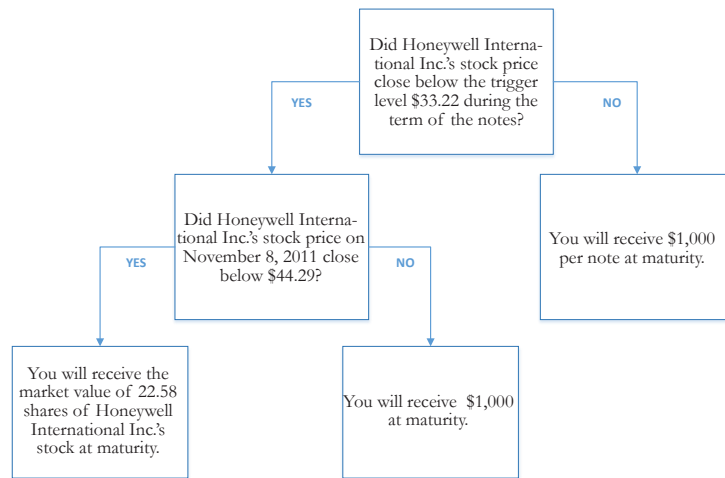 Did Honeywell Interna-
tional Inc.'s stock price
close below the trigger
level $33.22 during the
term of the notes?
YES
NO
Did Honeywell Interna-
tional Inc.'s stock price on
November 8, 2011 close
below $44.29?
You will receive $1,000
per note at maturity.
YES
NO
You will receive the
market value of 22.58
shares of Honeywell
International Inc.'s
stock at maturity.
You will receive $1,000
at maturity.